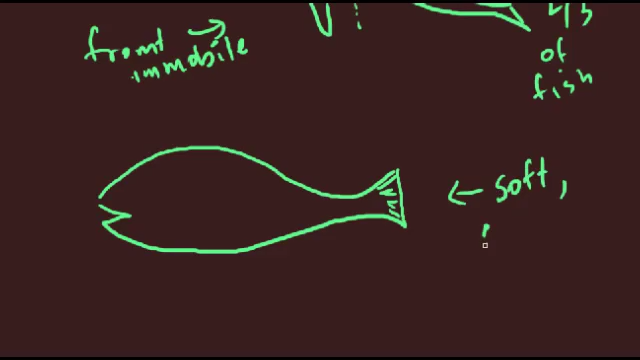 front →
immobile
of
fish
← soft,